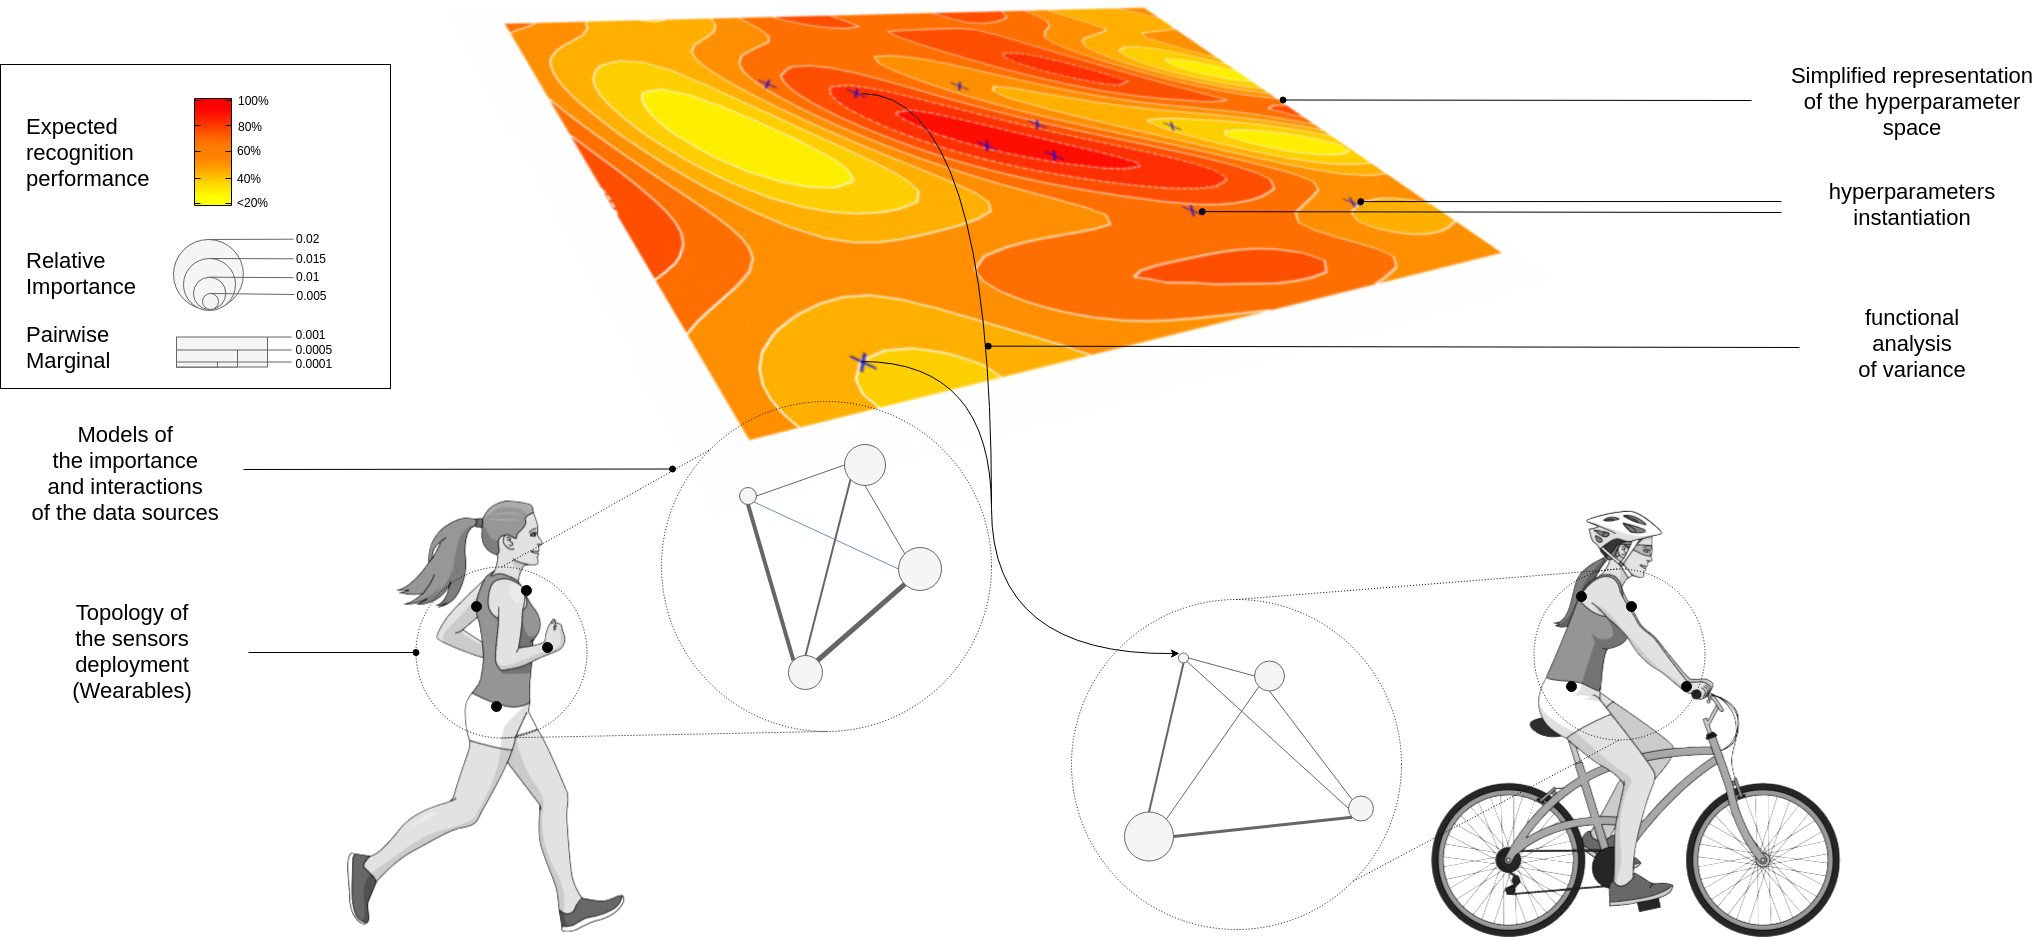 Expected
recognition
performance
100%
80%
60%
40%
<20%
Relative
Importance
0.02
0.015
0.01
0.005
Pairwise
Marginal
0.001
0.0005
0.0001
Simplified representation
of the hyperparameter
space
hyperparameters
instantiation
functional
analysis
of variance
Models of
the importance
and interactions
of the data sources
Topology of
the sensors
deployment
(Wearables)